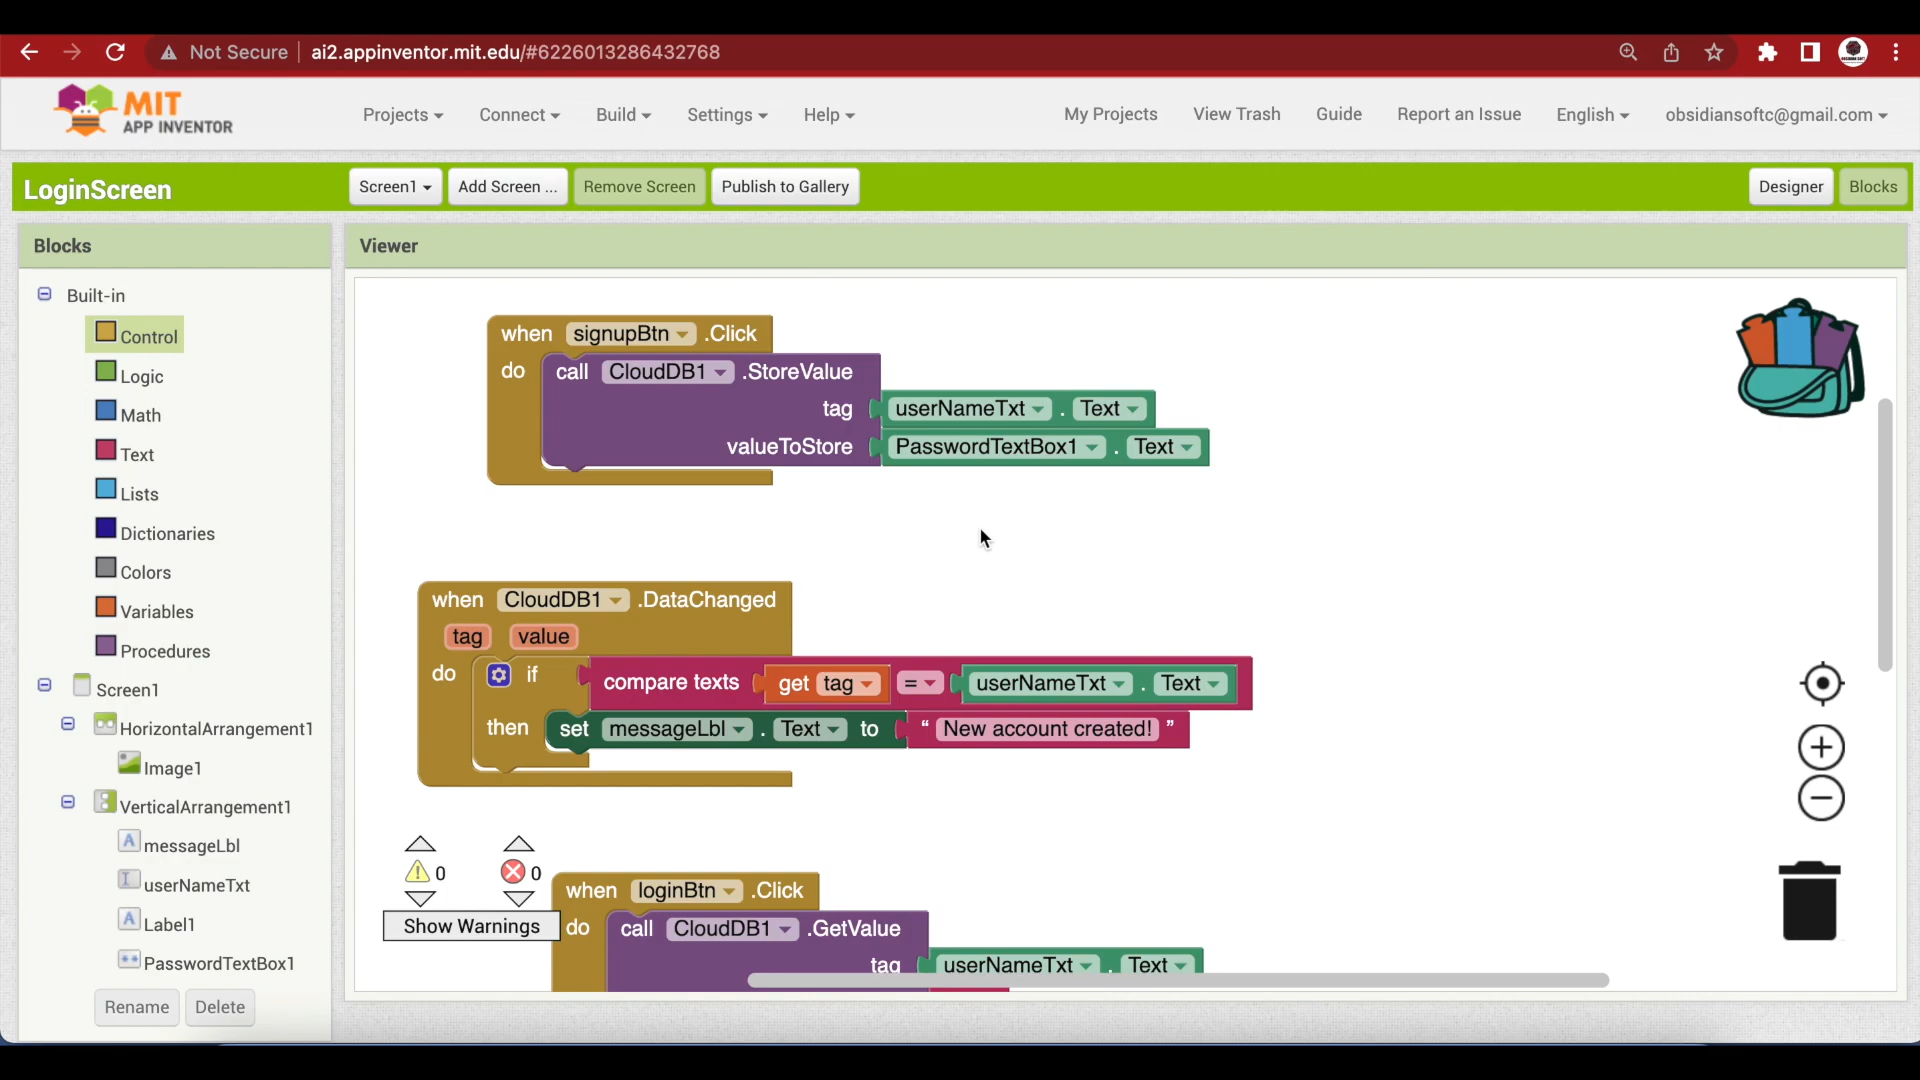 Not Secure | ai2.appinventor.mit.edu/#6226013286432768
MIT
APP INVENTOR
Projects Connect Build Settings Help My Projects View Trash Guide Report an Issue English obsidiansoftc@gmail.com
LoginScreen Screen1 Add Screen ... Remove Screen Publish to Gallery Designer Blocks
Blocks
Viewer
Built-in
Control
Logic
Math
Text
Lists
Dictionaries
Colors
Variables
Procedures
Screen1
HorizontalArrangement1
Image1
VerticalArrangement1
messageLbl
userNameTxt
Label1
PasswordTextBox1
Rename Delete
when signupBtn .Click
do call CloudDB1 .StoreValue
tag userNameTxt . Text
valueToStore PasswordTextBox1 . Text
when CloudDB1 .DataChanged
tag value
do if compare texts get tag = userNameTxt . Text
then set messageLbl . Text to “ New account created! ”
0 0
Show Warnings
when loginBtn .Click
do call CloudDB1 .GetValue
tag userNameTxt . Text